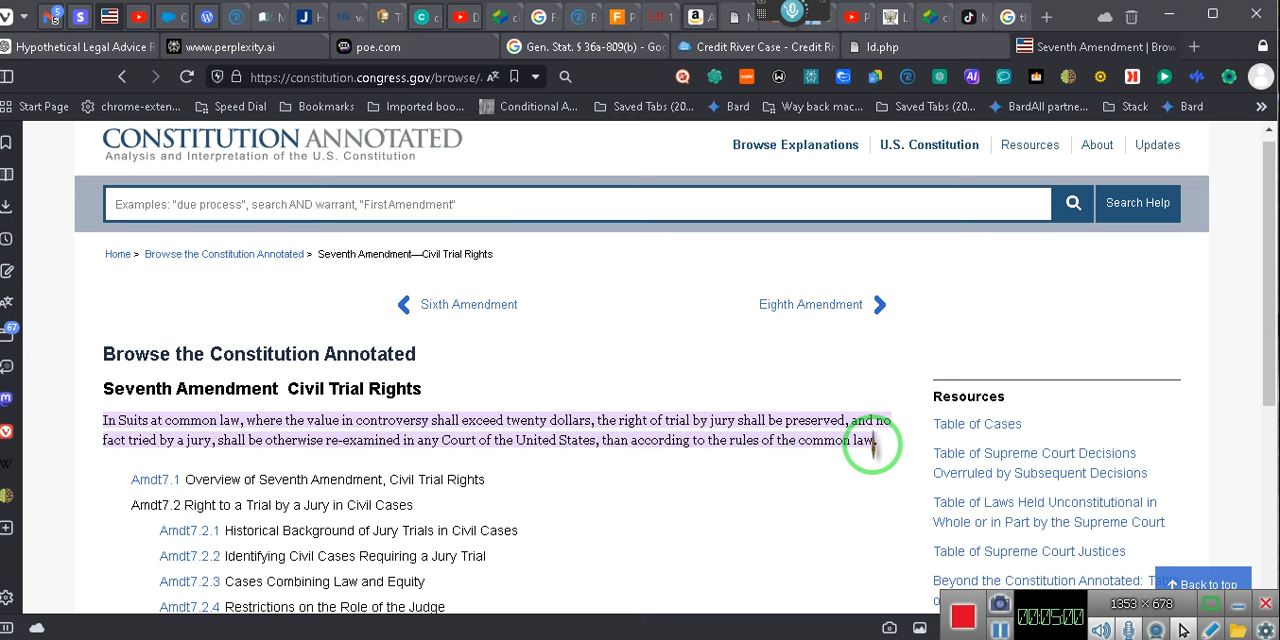 Hypothetical Legal Advice R
www.perplexity.ai
poe.com
Gen. Stat. § 36a-809(b) - Goo
Credit River Case - Credit Riv
ld.php
Seventh Amendment | Brow
https://constitution.congress.gov/browse/.
Start Page
chrome-exten...
Speed Dial
Bookmarks
Imported boo...
Conditional A...
Saved Tabs (20...
Bard
Way back mac...
Saved Tabs (20...
BardAll partne...
Stack
Bard
CONSTITUTION ANNOTATED
Analysis and Interpretation of the U.S. Constitution
Browse Explanations
U.S. Constitution
Resources
About
Updates
Examples: "due process", search AND warrant, "First Amendment"
Search Help
Home > Browse the Constitution Annotated > Seventh Amendment—Civil Trial Rights
Sixth Amendment
Eighth Amendment
Browse the Constitution Annotated
Seventh Amendment Civil Trial Rights
In Suits at common law, where the value in controversy shall exceed twenty dollars, the right of trial by jury shall be preserved, and no
fact tried by a jury, shall be otherwise re-examined in any Court of the United States, than according to the rules of the common law.
Amdt7.1 Overview of Seventh Amendment, Civil Trial Rights
Amdt7.2 Right to a Trial by a Jury in Civil Cases
Amdt7.2.1 Historical Background of Jury Trials in Civil Cases
Amdt7.2.2 Identifying Civil Cases Requiring a Jury Trial
Amdt7.2.3 Cases Combining Law and Equity
Amdt7.2.4 Restrictions on the Role of the Judge
Resources
Table of Cases
Table of Supreme Court Decisions
Overruled by Subsequent Decisions
Table of Laws Held Unconstitutional in
Whole or in Part by the Supreme Court
Table of Supreme Court Justices
Beyond the Constitution Annotated:
Back to top
1353 × 678
00:05:00
67